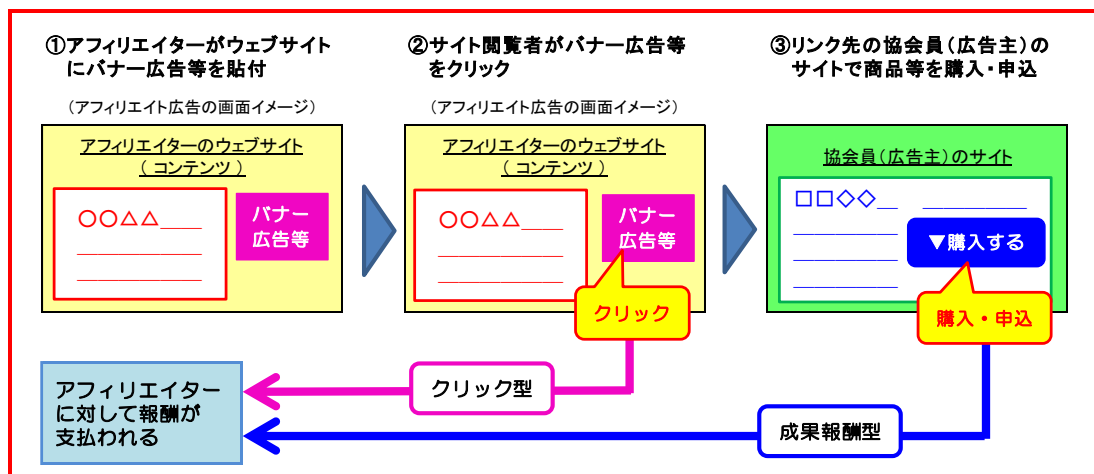 ①アフィリエイターがウェブサイト
にバナー広告等を貼付
(アフィリエイト広告の画面イメージ)
アフィリエイターのウェブサイト
(コンテンツ)
○○△△____
バナー
広告等
②サイト閲覧者がバナー広告等
をクリック
(アフィリエイト広告の画面イメージ)
アフィリエイターのウェブサイト
(コンテンツ)
○○△△____
バナー
広告等
クリック
③リンク先の協会員(広告主)の
サイトで商品等を購入・申込
協会員(広告主)のサイト
□□◇◇__
▼購入する
購入・申込
クリック型
成果報酬型
アフィリエイター
に対して報酬が
支払われる